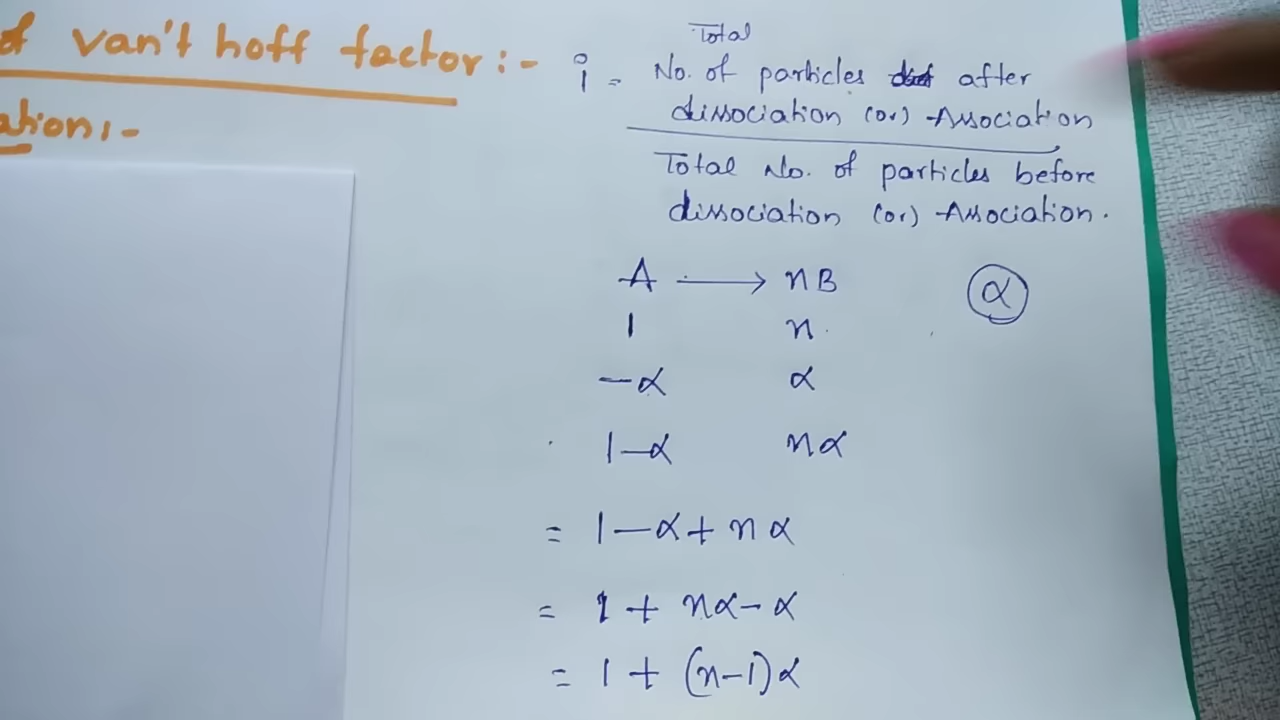 of van't hoff factor :-
ation :-
Total
i = No. of particles after
dissociation (or) Association
Total No. of particles before
dissociation (or) Association.
A → nB
α
1 n
-α α
1-α nα
= 1-α + nα
= 1 + nα - α
= 1 + (n-1)α